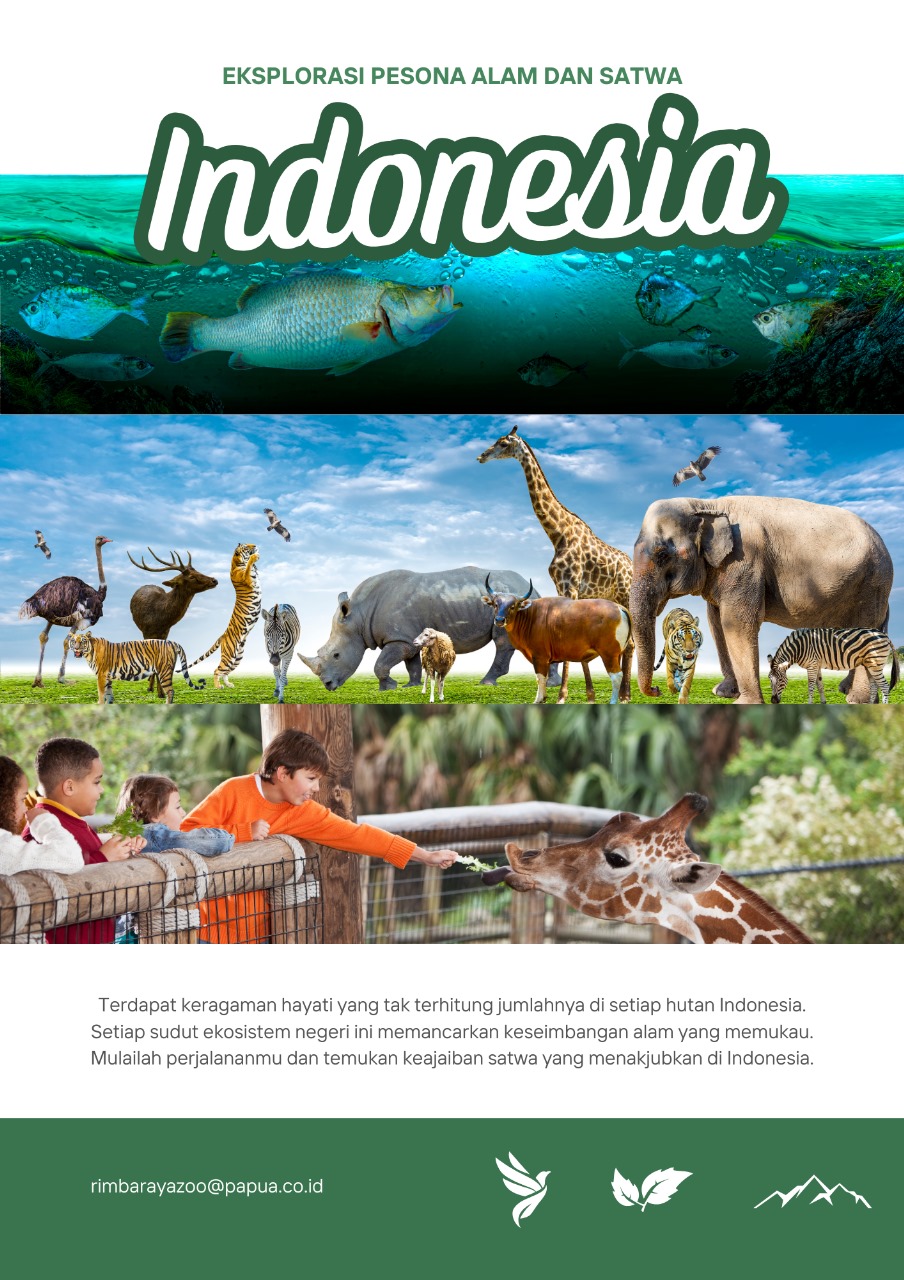 EKSPLORASI PESONA ALAM DAN SATWA
Indonesia
Terdapat keragaman hayati yang tak terhitung jumlahnya di setiap hutan Indonesia.
Setiap sudut ekosistem negeri ini memancarkan keseimbangan alam yang memukau.
Mulailah perjalananmu dan temukan keajaiban satwa yang menakjubkan di Indonesia.
rimbarayazoo@papua.co.id